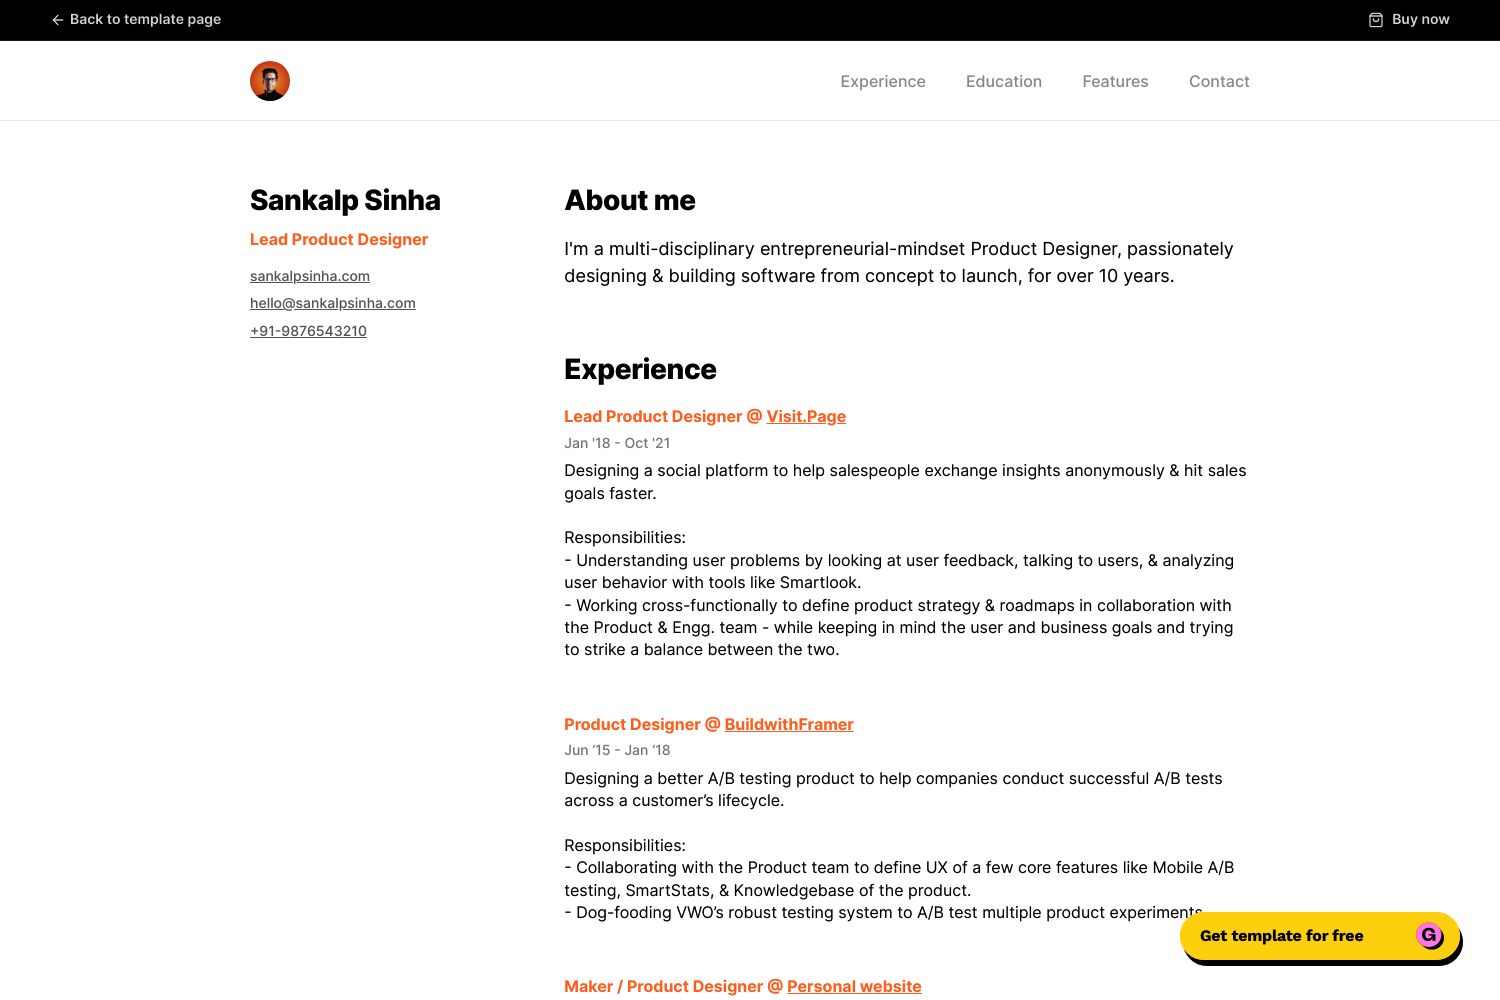 Back to template page
Buy now
Experience
Education
Features
Contact
Sankalp Sinha
Lead Product Designer
sankalpsinha.com
hello@sankalpsinha.com
+91-9876543210
About me
I'm a multi-disciplinary entrepreneurial-mindset Product Designer, passionately
designing & building software from concept to launch, for over 10 years.
Experience
Lead Product Designer @ Visit.Page
Jan '18 - Oct '21
Designing a social platform to help salespeople exchange insights anonymously & hit sales
goals faster.
Responsibilities:
- Understanding user problems by looking at user feedback, talking to users, & analyzing
user behavior with tools like Smartlook.
- Working cross-functionally to define product strategy & roadmaps in collaboration with
the Product & Engg. team - while keeping in mind the user and business goals and trying
to strike a balance between the two.
Product Designer @ BuildwithFramer
Jun ‘15 - Jan ‘18
Designing a better A/B testing product to help companies conduct successful A/B tests
across a customer’s lifecycle.
Responsibilities:
- Collaborating with the Product team to define UX of a few core features like Mobile A/B
testing, SmartStats, & Knowledgebase of the product.
- Dog-fooding VWO’s robust testing system to A/B test multiple product experiments
Get template for free
G
Maker / Product Designer @ Personal website